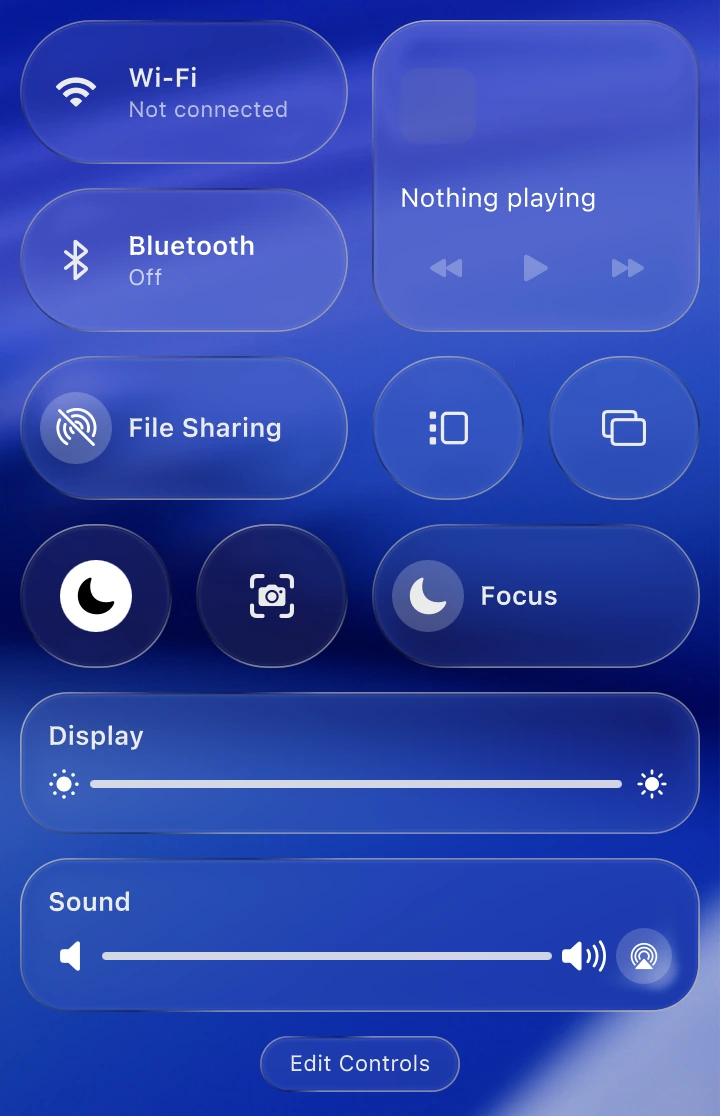 Wi-Fi
Not connected
Nothing playing
Bluetooth
Off
File Sharing
Focus
Display
Sound
Edit Controls